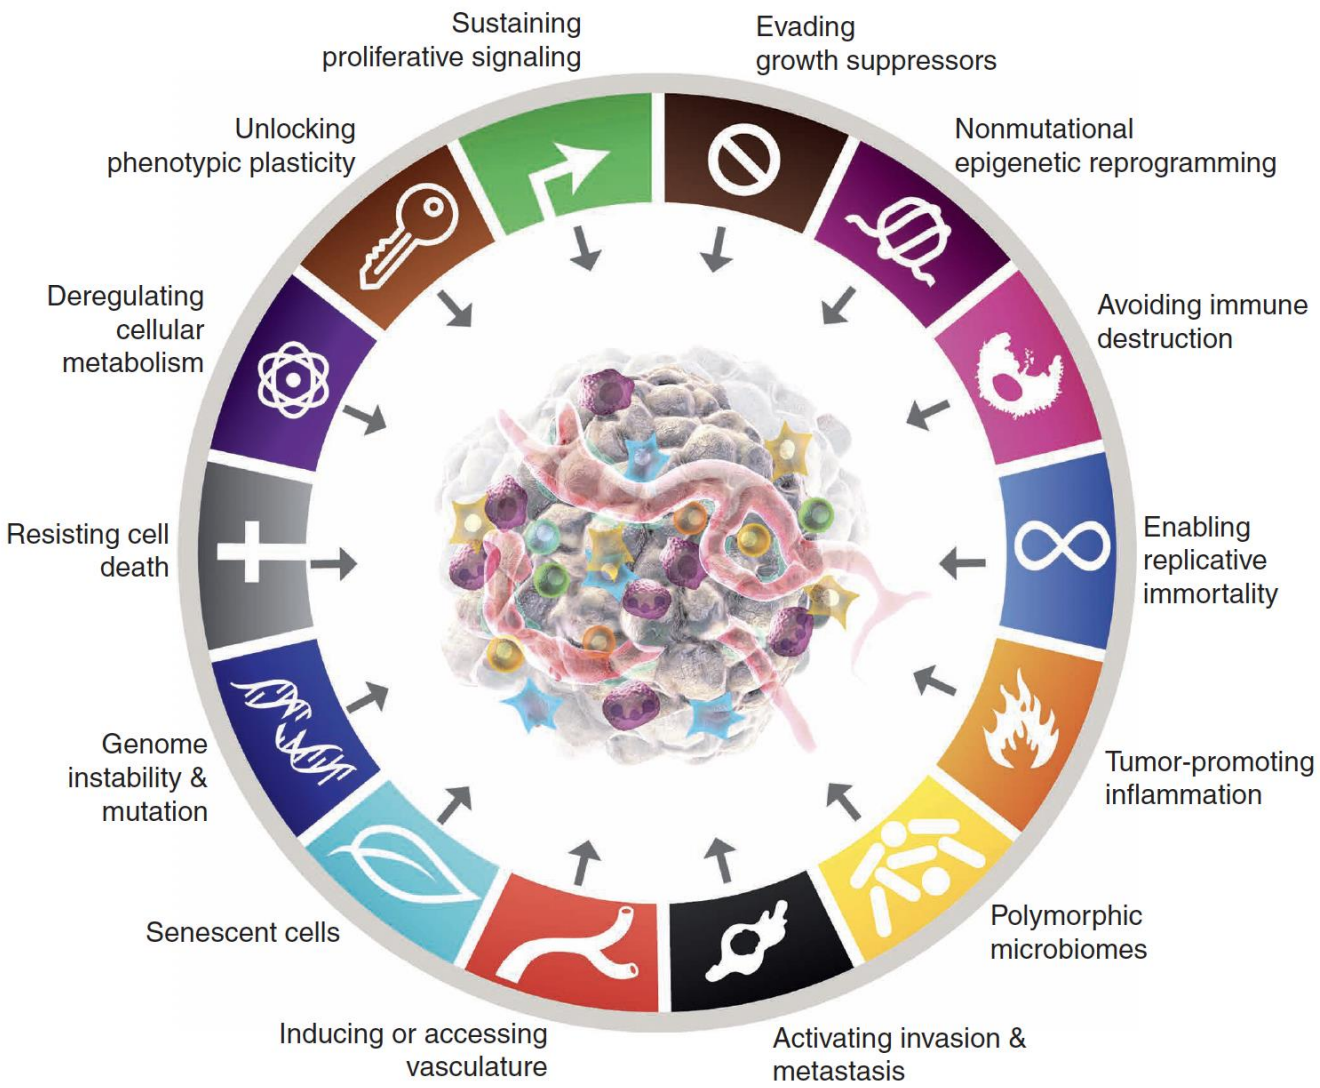 Sustaining
proliferative signaling
Evading
growth suppressors
Nonmutational
epigenetic reprogramming
Avoiding immune
destruction
Enabling
replicative
immortality
Tumor-promoting
inflammation
Polymorphic
microbiomes
Activating invasion &
metastasis
Inducing or accessing
vasculature
Senescent cells
Genome
instability &
mutation
Resisting cell
death
Deregulating
cellular
metabolism
Unlocking
phenotypic plasticity